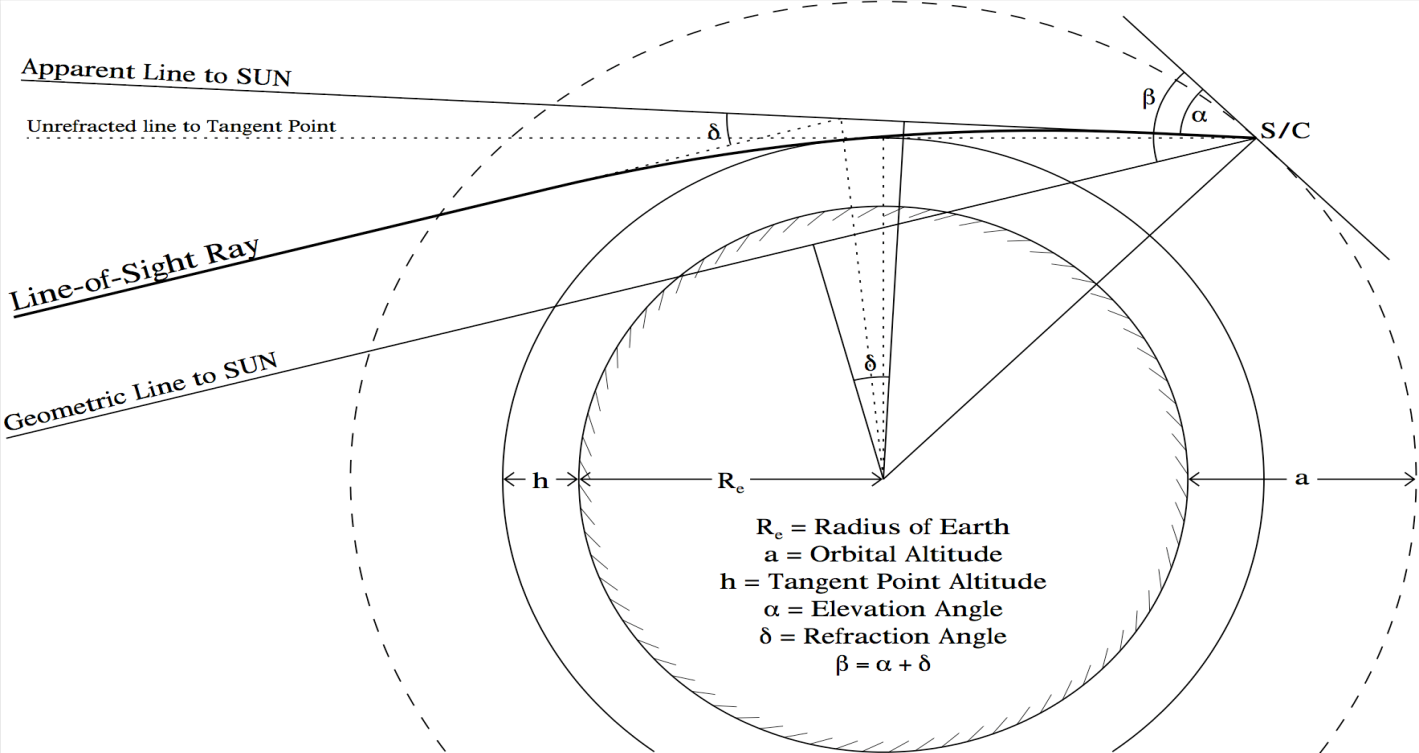 Apparent Line to SUN
Unrefracted line to Tangent Point
δ
β
α
S/C
Line-of-Sight Ray
Geometric Line to SUN
δ
h
Rₑ
a
Rₑ = Radius of Earth
a = Orbital Altitude
h = Tangent Point Altitude
α = Elevation Angle
δ = Refraction Angle
β = α + δ